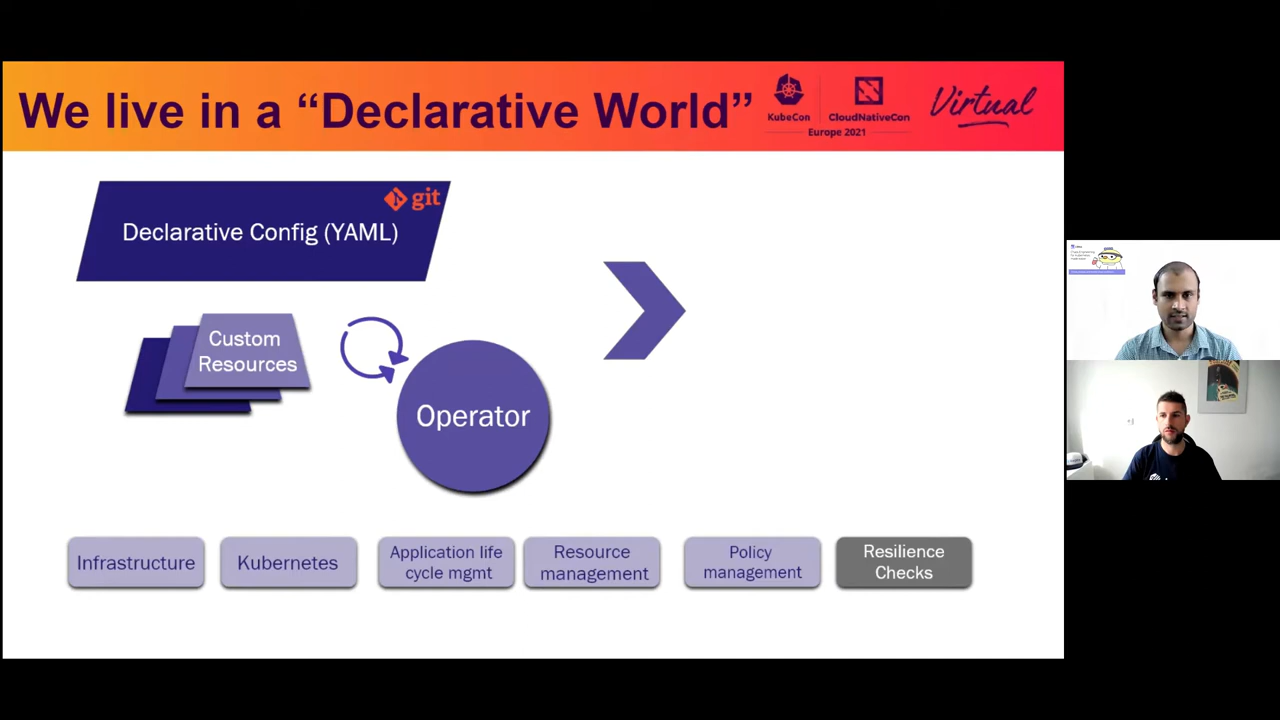 We live in a “Declarative World”
KubeCon
CloudNativeCon
Europe 2021
Virtual
git
Declarative Config (YAML)
Custom
Resources
Operator
Infrastructure
Kubernetes
Application life
cycle mgmt
Resource
management
Policy
management
Resilience
Checks